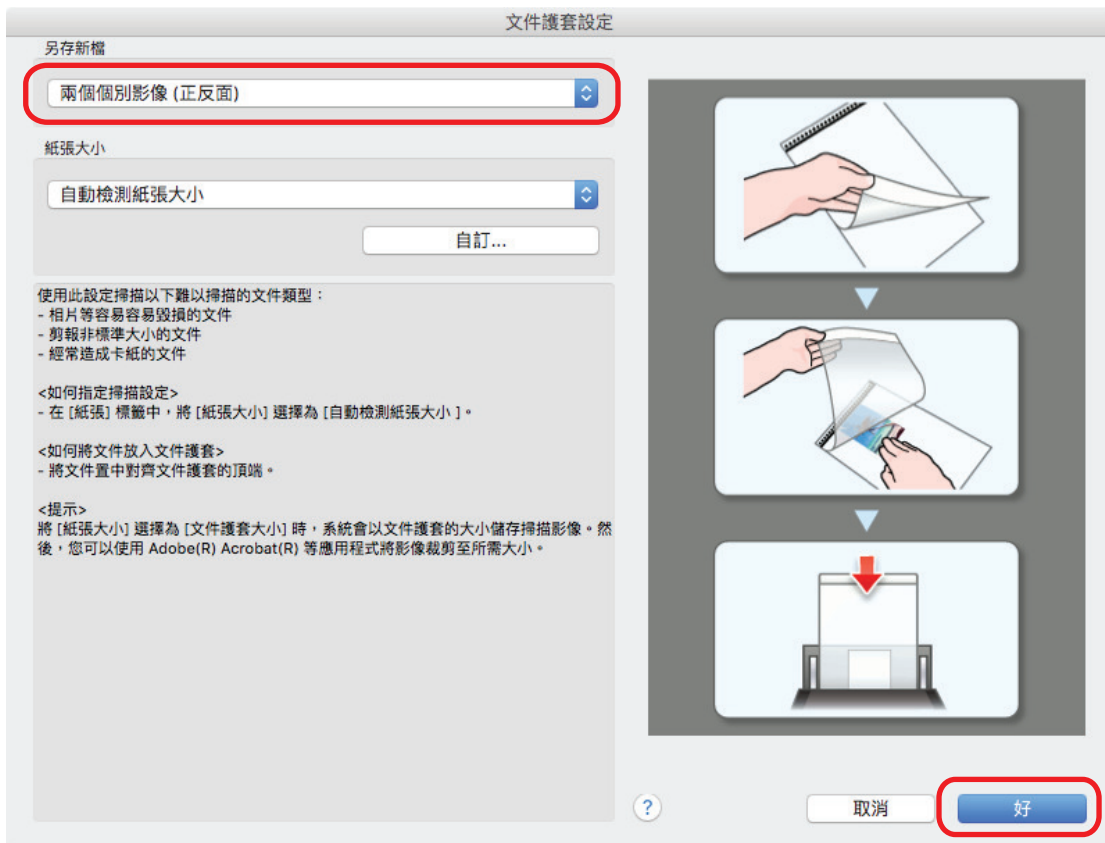 文件護套設定
另存新檔
兩個個別影像 (正反面)
紙張大小
自動檢測紙張大小
自訂...
使用此設定掃描以下難以掃描的文件類型：
- 相片等容易容易毀損的文件
- 剪報非標準大小的文件
- 經常造成卡紙的文件
<如何指定掃描設定>
- 在 [紙張] 標籤中，將 [紙張大小] 選擇為 [自動檢測紙張大小 ]。
<如何將文件放入文件護套>
- 將文件置中對齊文件護套的頂端。
<提示>
將 [紙張大小] 選擇為 [文件護套大小] 時，系統會以文件護套的大小儲存掃描影像。然
後，您可以使用 Adobe(R) Acrobat(R) 等應用程式將影像裁剪至所需大小。
?
取消
好